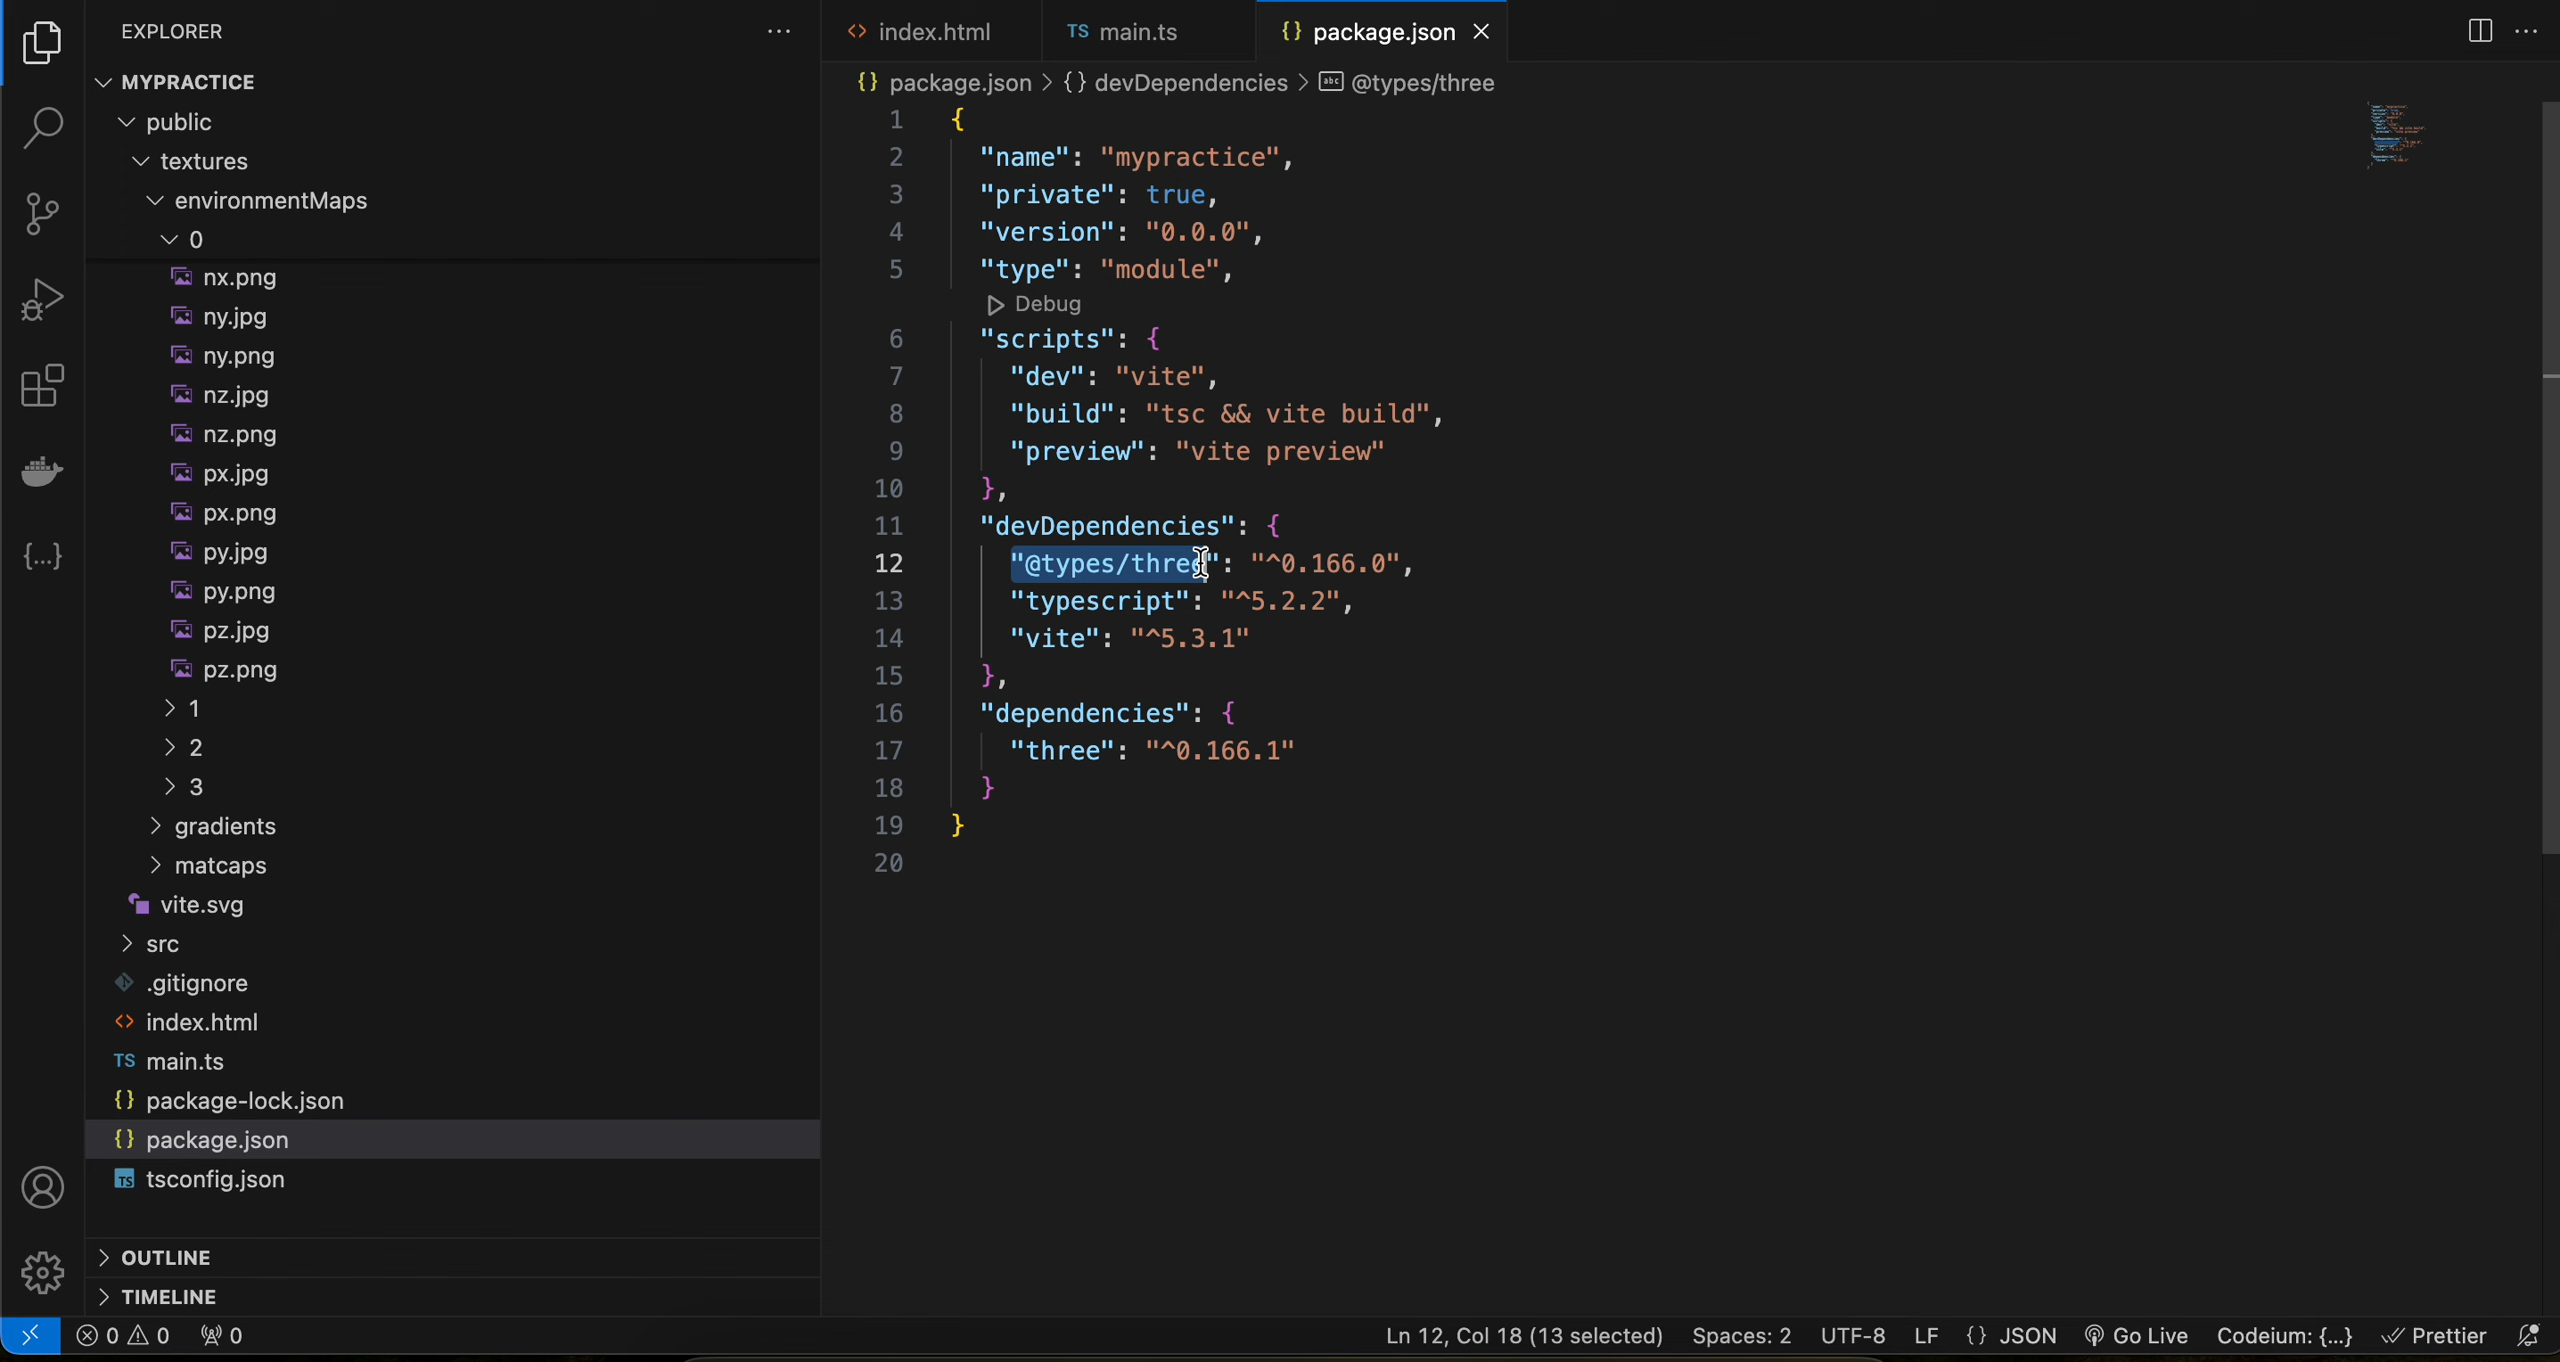 EXPLORER
MYPRACTICE
public
textures
environmentMaps
0
nx.png
ny.jpg
ny.png
nz.jpg
nz.png
px.jpg
px.png
py.jpg
py.png
pz.jpg
pz.png
1
2
3
gradients
matcaps
vite.svg
src
.gitignore
index.html
TS main.ts
{} package-lock.json
{} package.json
TS tsconfig.json
OUTLINE
TIMELINE
<> index.html TS main.ts {} package.json
{} package.json > {} devDependencies > abc @types/three
1 {
2 "name": "mypractice",
3 "private": true,
4 "version": "0.0.0",
5 "type": "module",
Debug
6 "scripts": {
7 "dev": "vite",
8 "build": "tsc && vite build",
9 "preview": "vite preview"
10 },
11 "devDependencies": {
12 "@types/three": "^0.166.0",
13 "typescript": "^5.2.2",
14 "vite": "^5.3.1"
15 },
16 "dependencies": {
17 "three": "^0.166.1"
18 }
19 }
20
0 0 0 Ln 12, Col 18 (13 selected) Spaces: 2 UTF-8 LF {} JSON Go Live Codeium: {...} Prettier